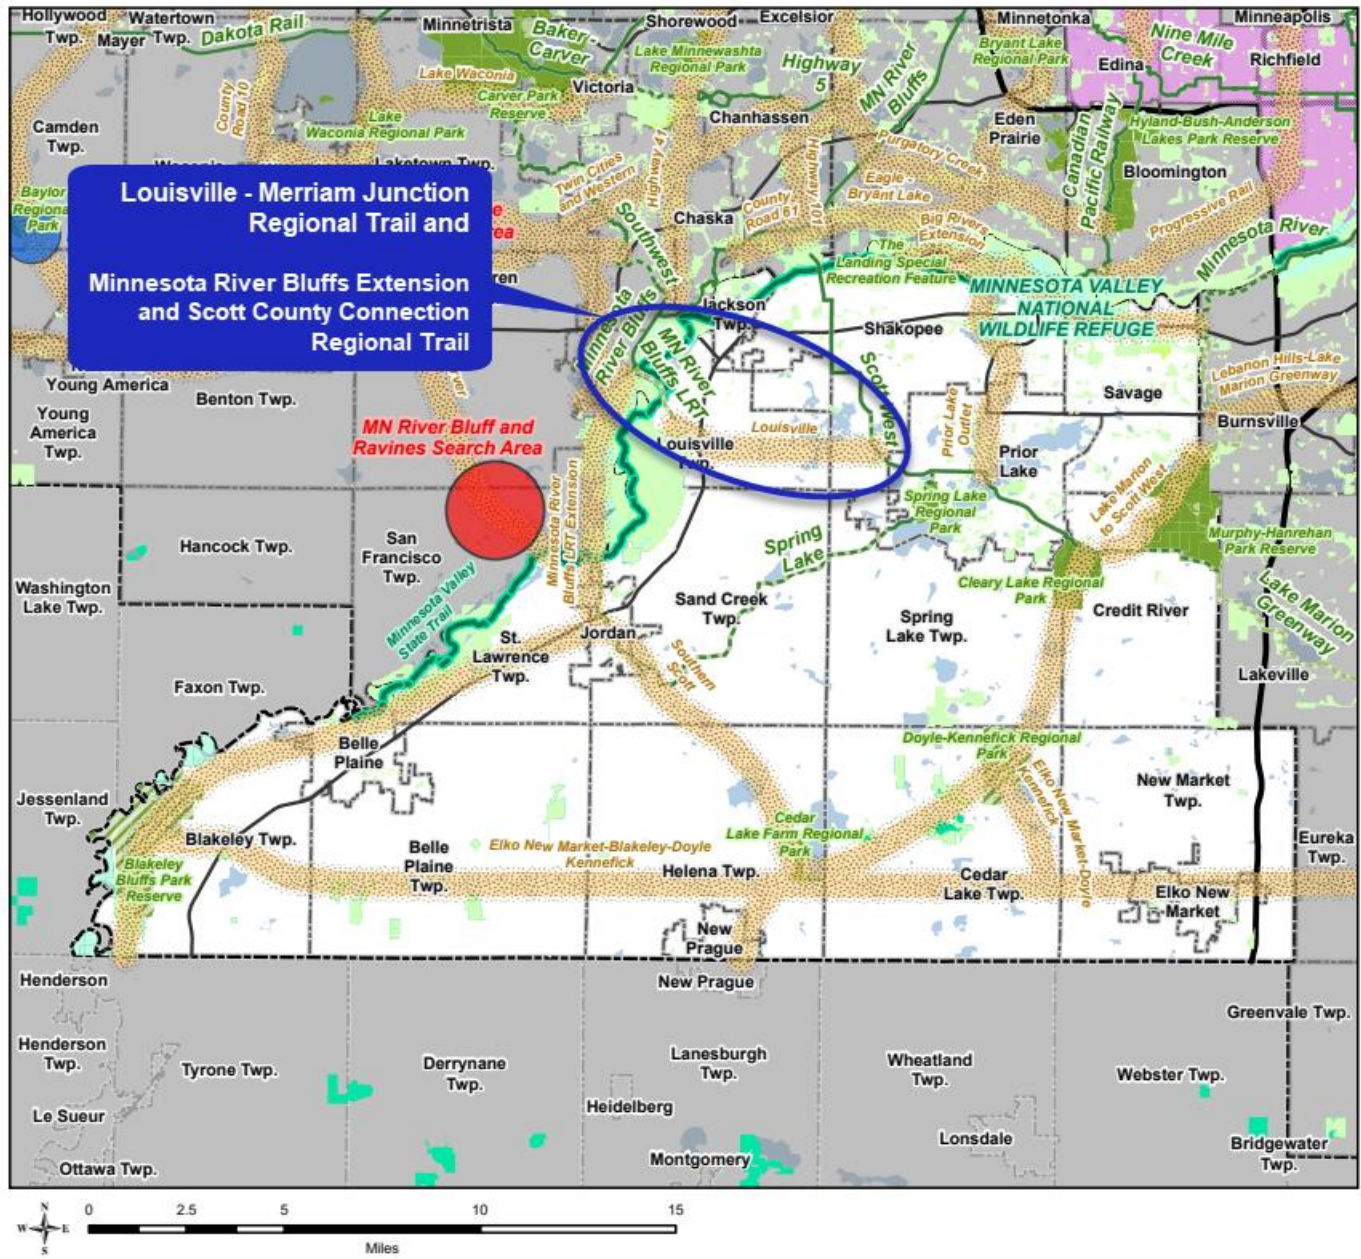 Hollywood
Twp.
Watertown
Twp.
Mayer
Dakota Rail
Minnetrista
Baker -
Carver
Shorewood
Excelsior
Minnetonka
Minneapolis
Lake Minnewashta
Regional Park
Highway
5
MN River
Bluffs
Bryant Lake
Regional Park
Nine Mile
Creek
Edina
Richfield
County
Road 10
Lake Waconia
Victoria
Carver Park
Reserve
Camden
Twp.
Lake
Waconia Regional Park
Chanhassen
Eden
Prairie
Canadian
Pacific Railway
Hyland-Bush-Anderson
Lakes Park Reserve
Laketown Twp.
Twin Cities
and Western
Highway 41
Highway 101
Purgatory Creek
Bloomington
Baylor
Regional
Park
Eagle -
Bryant Lake
Progressive Rail
Louisville - Merriam Junction
Regional Trail and
Minnesota River Bluffs Extension
and Scott County Connection
Regional Trail
Southwest
Chaska
County
Road 61
Big Rivers
Extension
Minnesota River
The
Landing Special
Recreation Feature
MINNESOTA VALLEY
NATIONAL
WILDLIFE REFUGE
Minnesota
River Bluffs
Jackson
Twp.
Shakopee
MN River
Bluffs LRT
Scott West
Lebanon Hills-Lake
Marion Greenway
Young America
Benton Twp.
Savage
Young
America
Twp.
Burnsville
MN River Bluff and
Ravines Search Area
Louisville
Twp.
Louisville
Prior Lake
Outlet
Prior
Lake
Lake Marion
to Scott West
Spring Lake
Regional
Park
Minnesota River
Bluffs LRT Extension
Hancock Twp.
San
Francisco
Twp.
Spring
Lake
Murphy-Hanrehan
Park Reserve
Washington
Lake Twp.
Minnesota Valley
State Trail
Sand Creek
Twp.
Cleary Lake Regional
Park
Credit River
Lake Marion
Greenway
Spring
Lake Twp.
St.
Lawrence
Twp.
Jordan
Southern
Scott
Faxon Twp.
Lakeville
Belle
Plaine
Doyle-Kennefick Regional
Park
Elko New Market-Doyle
Kennefick
New Market
Twp.
Jessenland
Twp.
Blakeley Twp.
Cedar
Lake Farm Regional
Park
Eureka
Twp.
Blakeley
Bluffs Park
Reserve
Belle
Plaine
Twp.
Elko New Market-Blakeley-Doyle
Kennefick
Helena Twp.
Cedar
Lake Twp.
Elko New
Market
New
Prague
Henderson
New Prague
Greenvale Twp.
Henderson
Twp.
Tyrone Twp.
Derrynane
Twp.
Lanesburgh
Twp.
Wheatland
Twp.
Webster Twp.
Le Sueur
Heidelberg
Lonsdale
Bridgewater
Twp.
Ottawa Twp.
Montgomery
N
W E
S
0 2.5 5 10 15
Miles